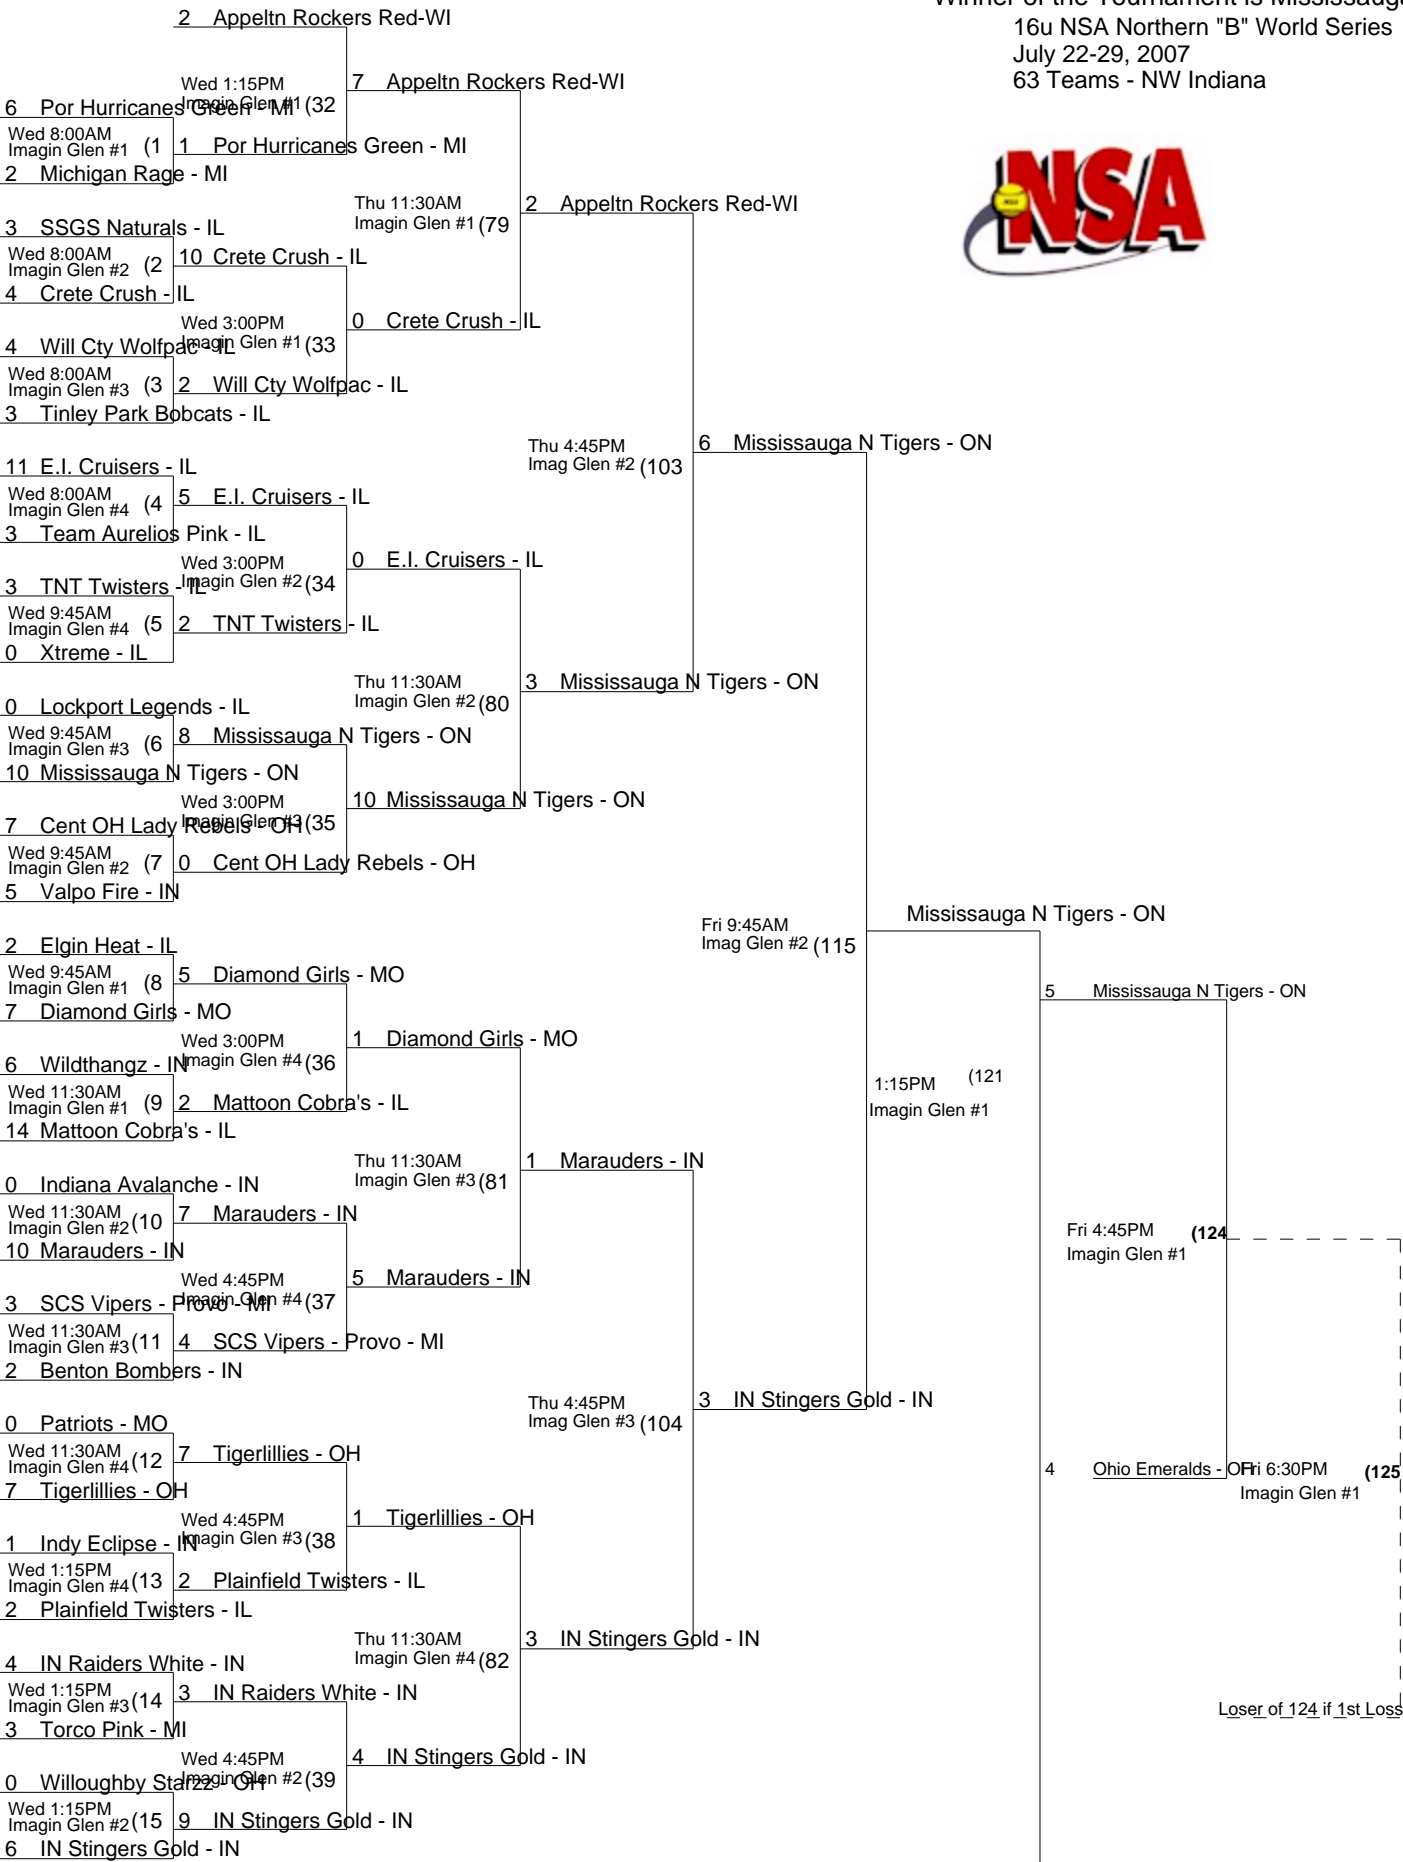 Winner of the Tournament is Mississauga
16u NSA Northern "B" World Series
July 22-29, 2007
63 Teams - NW Indiana
NSA
2 Appeltn Rockers Red-WI
Wed 1:15PM
Imagin Glen #1 (32
7 Appeltn Rockers Red-WI
6 Por Hurricanes Green - MI
Wed 8:00AM
Imagin Glen #1 (1
1 Por Hurricanes Green - MI
2 Michigan Rage - MI
Thu 11:30AM
Imagin Glen #1 (79
2 Appeltn Rockers Red-WI
3 SSGS Naturals - IL
Wed 8:00AM
Imagin Glen #2 (2
10 Crete Crush - IL
4 Crete Crush - IL
Wed 3:00PM
Imagin Glen #1 (33
0 Crete Crush - IL
4 Will Cty Wolfpac - IL
Wed 8:00AM
Imagin Glen #3 (3
2 Will Cty Wolfpac - IL
3 Tinley Park Bobcats - IL
Thu 4:45PM
Imag Glen #2 (103
6 Mississauga N Tigers - ON
11 E.I. Cruisers - IL
Wed 8:00AM
Imagin Glen #4 (4
5 E.I. Cruisers - IL
3 Team Aurelios Pink - IL
Wed 3:00PM
Imagin Glen #2 (34
0 E.I. Cruisers - IL
3 TNT Twisters - IL
Wed 9:45AM
Imagin Glen #4 (5
2 TNT Twisters - IL
0 Xtreme - IL
Thu 11:30AM
Imagin Glen #2 (80
3 Mississauga N Tigers - ON
0 Lockport Legends - IL
Wed 9:45AM
Imagin Glen #3 (6
8 Mississauga N Tigers - ON
10 Mississauga N Tigers - ON
Wed 3:00PM
Imagin Glen #3 (35
10 Mississauga N Tigers - ON
7 Cent OH Lady Rebels - OH
Wed 9:45AM
Imagin Glen #2 (7
0 Cent OH Lady Rebels - OH
5 Valpo Fire - IN
Fri 9:45AM
Imag Glen #2 (115
Mississauga N Tigers - ON
2 Elgin Heat - IL
Wed 9:45AM
Imagin Glen #1 (8
5 Diamond Girls - MO
7 Diamond Girls - MO
5 Mississauga N Tigers - ON
Wed 3:00PM
Imagin Glen #4 (36
1 Diamond Girls - MO
6 Wildthangz - IN
Wed 11:30AM
Imagin Glen #1 (9
2 Mattoon Cobra's - IL
14 Mattoon Cobra's - IL
1:15PM (121
Imagin Glen #1
Thu 11:30AM
Imagin Glen #3 (81
1 Marauders - IN
0 Indiana Avalanche - IN
Wed 11:30AM
Imagin Glen #2 (10
7 Marauders - IN
10 Marauders - IN
Fri 4:45PM (124
Imagin Glen #1
Wed 4:45PM
Imagin Glen #4 (37
5 Marauders - IN
3 SCS Vipers - Provo - MI
Wed 11:30AM
Imagin Glen #3 (11
4 SCS Vipers - Provo - MI
2 Benton Bombers - IN
Thu 4:45PM
Imag Glen #3 (104
3 IN Stingers Gold - IN
0 Patriots - MO
Wed 11:30AM
Imagin Glen #4 (12
7 Tigerlillies - OH
7 Tigerlillies - OH
4 Ohio Emeralds - OH
Fri 6:30PM (125
Imagin Glen #1
Wed 4:45PM
Imagin Glen #3 (38
1 Tigerlillies - OH
1 Indy Eclipse - IN
Wed 1:15PM
Imagin Glen #4 (13
2 Plainfield Twisters - IL
2 Plainfield Twisters - IL
Thu 11:30AM
Imagin Glen #4 (82
3 IN Stingers Gold - IN
4 IN Raiders White - IN
Wed 1:15PM
Imagin Glen #3 (14
3 IN Raiders White - IN
3 Torco Pink - MI
Loser of 124 if 1st Loss
Wed 4:45PM
Imagin Glen #2 (39
4 IN Stingers Gold - IN
0 Willoughby Starzz - OH
Wed 1:15PM
Imagin Glen #2 (15
9 IN Stingers Gold - IN
6 IN Stingers Gold - IN